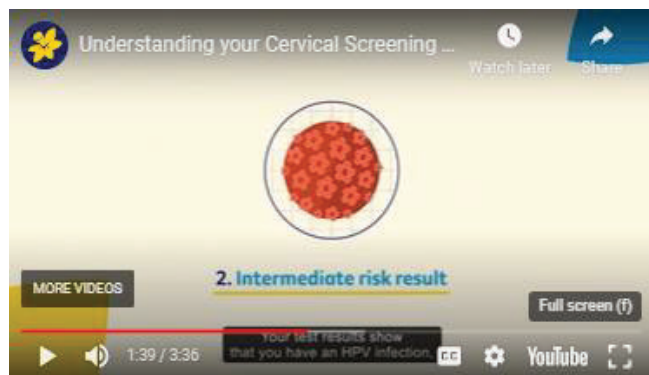 Understanding your Cervical Screening ...
Watch later
Share
2. Intermediate risk result
MORE VIDEOS
Full screen (f)
Your test results show
that you have an HPV infection,
1:39 / 3:36
CC
YouTube